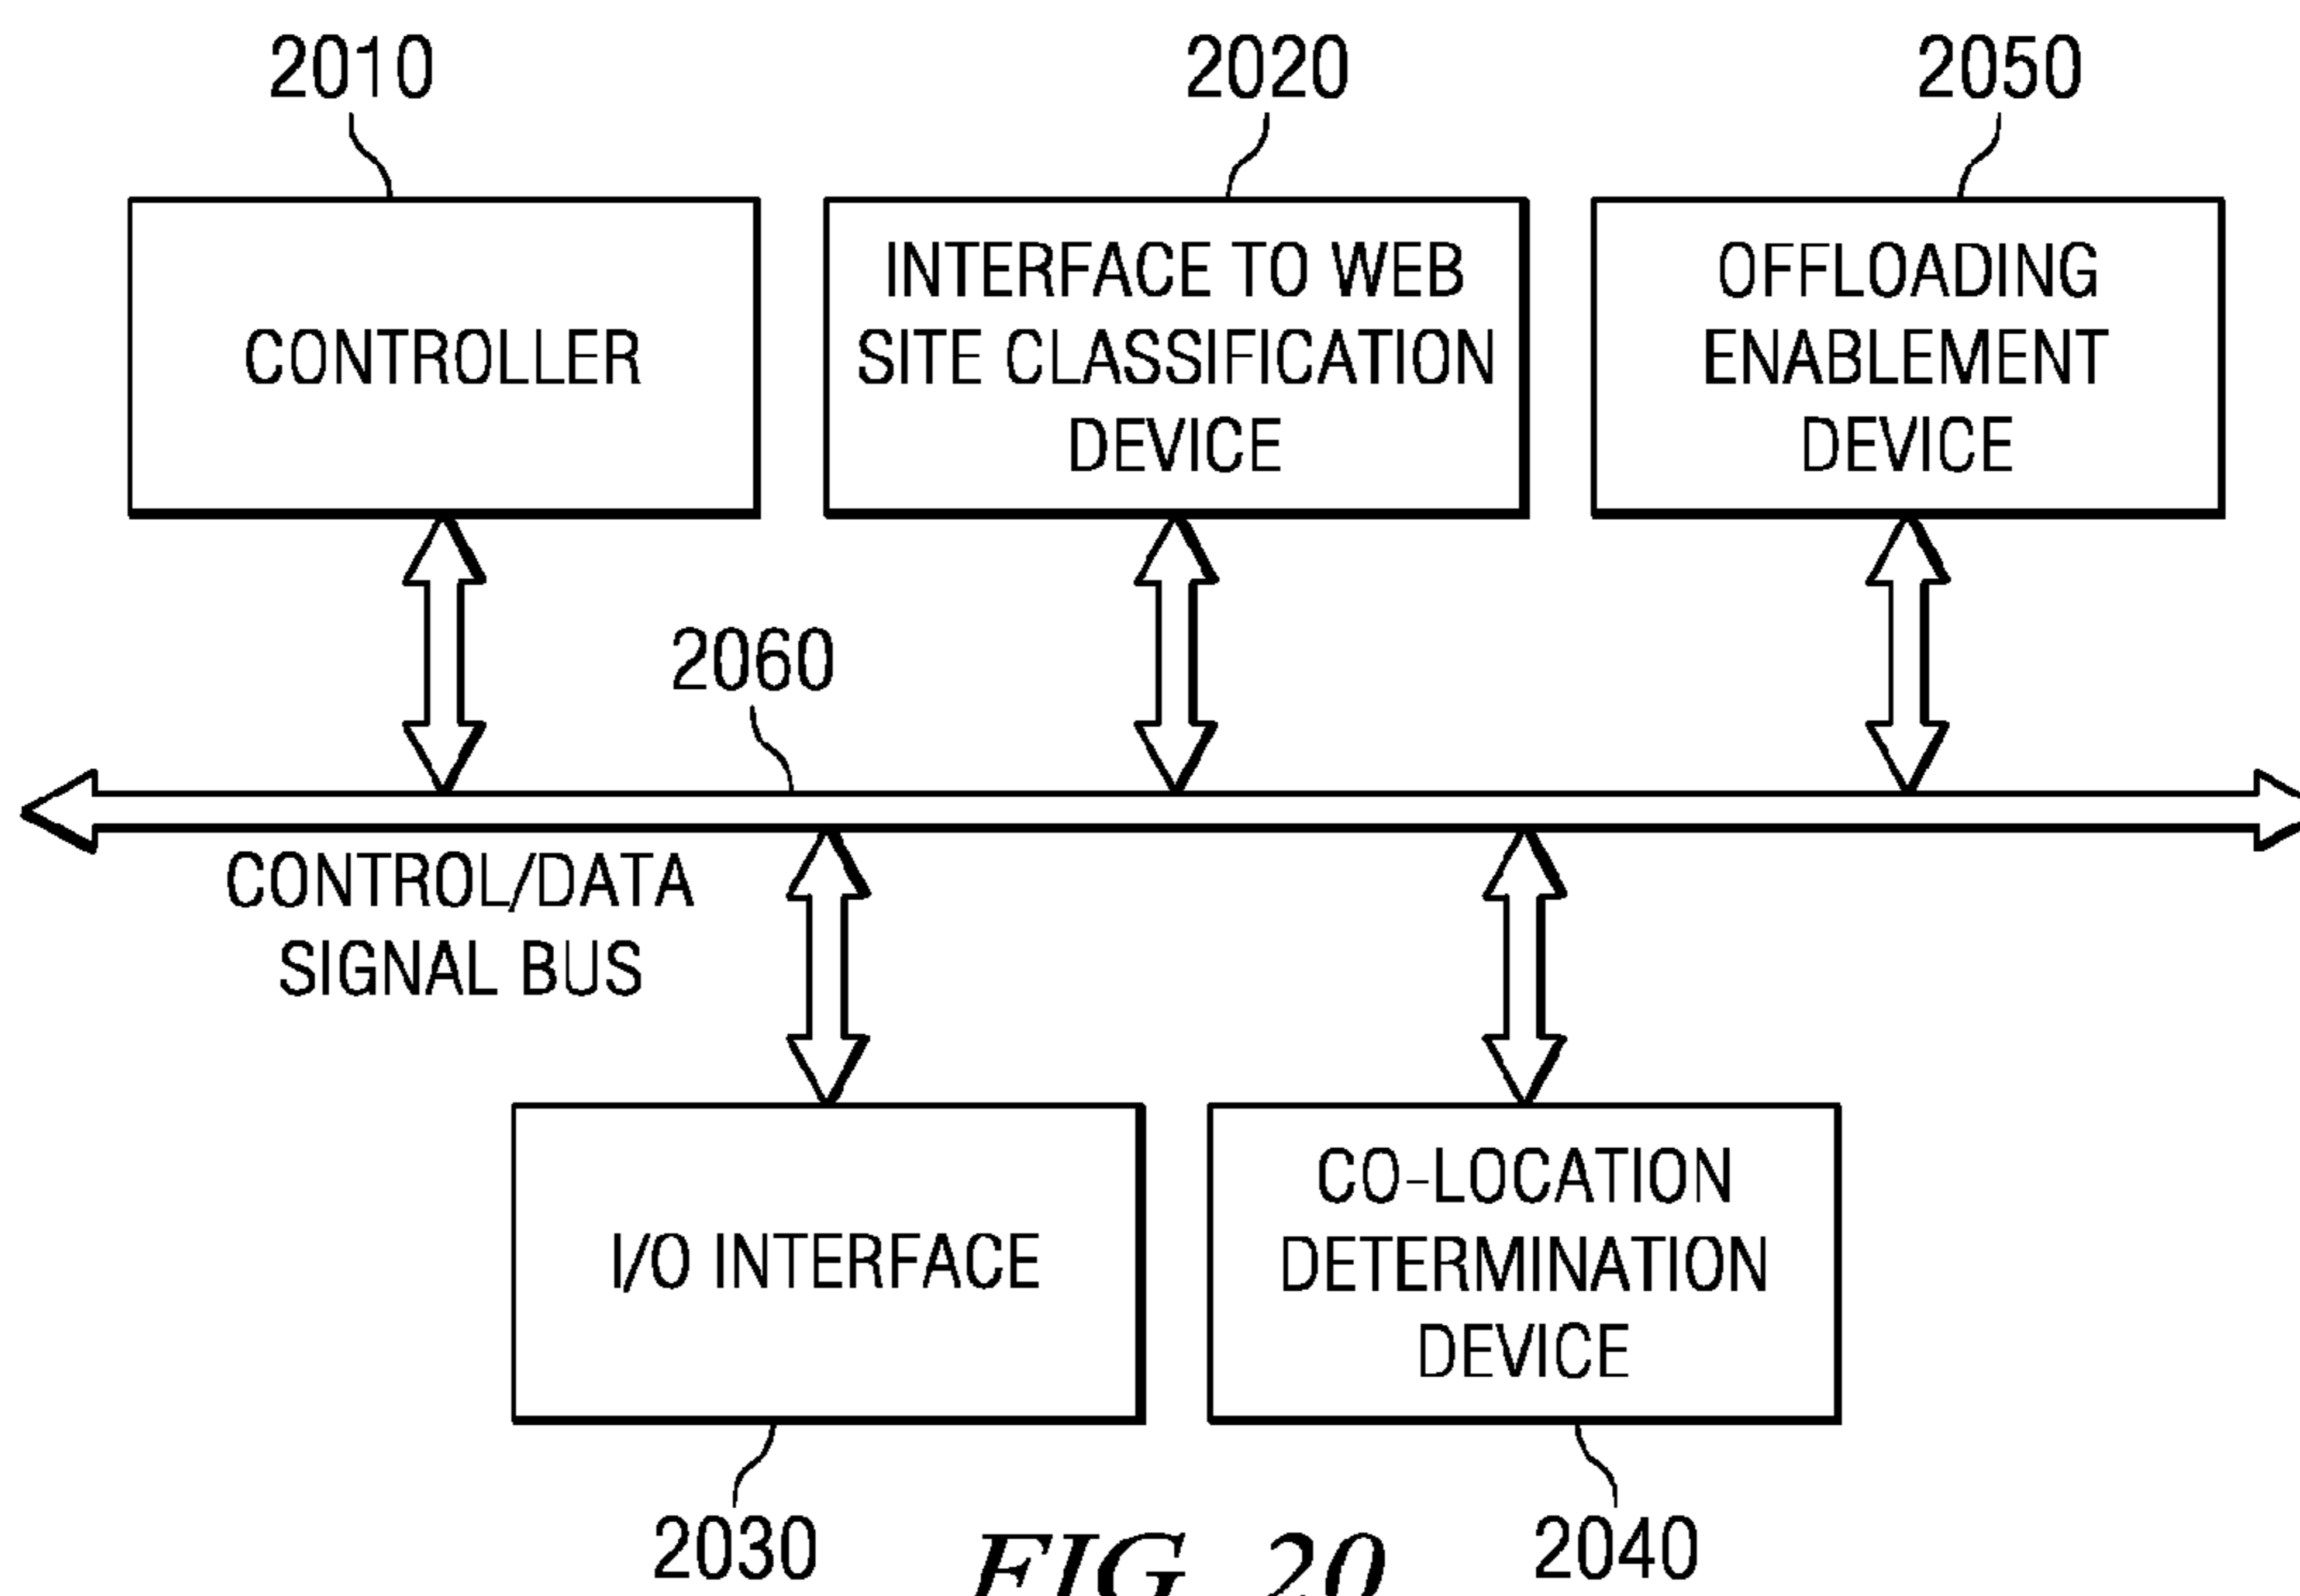 2010
2020
2050
CONTROLLER
INTERFACE TO WEB
SITE CLASSIFICATION
DEVICE
OFFLOADING
ENABLEMENT
DEVICE
2060
CONTROL/DATA
SIGNAL BUS
I/O INTERFACE
CO-LOCATION
DETERMINATION
DEVICE
2030
2040
FIG. 20